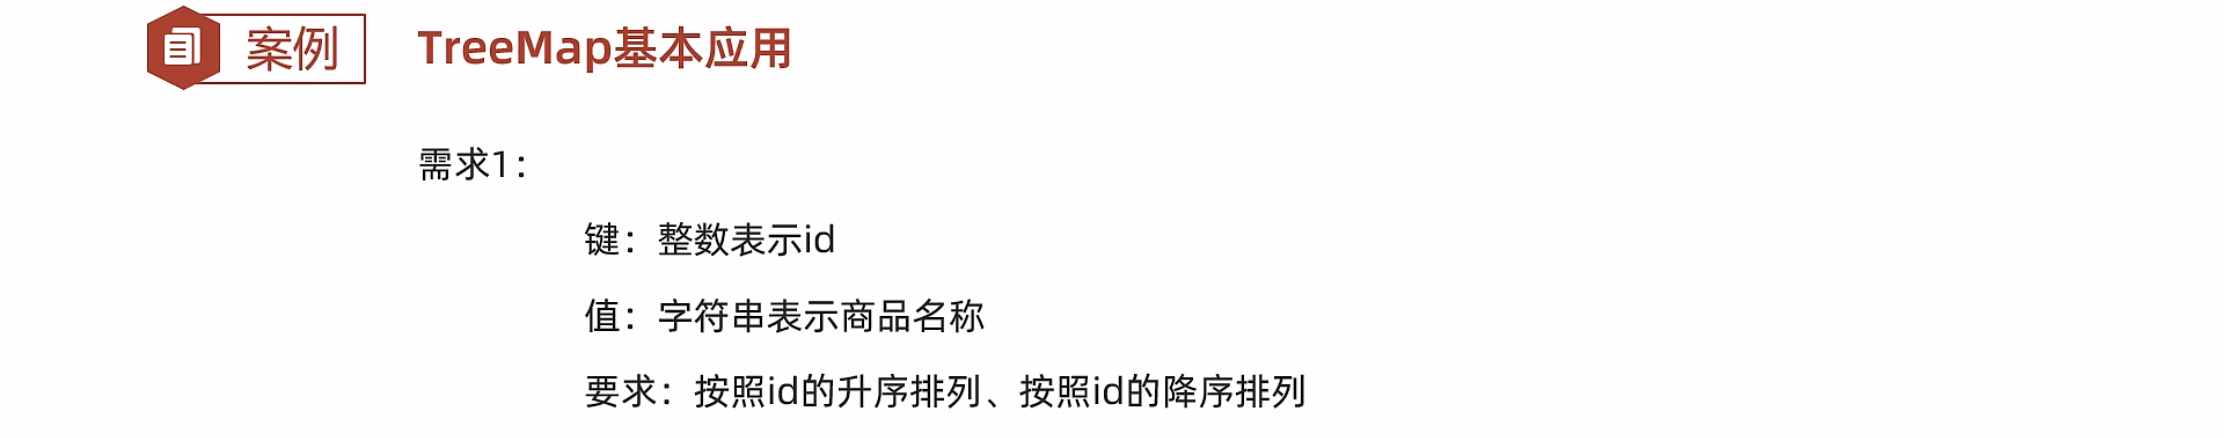 案例 TreeMap基本应用
需求1：
键：整数表示id
值：字符串表示商品名称
要求：按照id的升序排列、按照id的降序排列